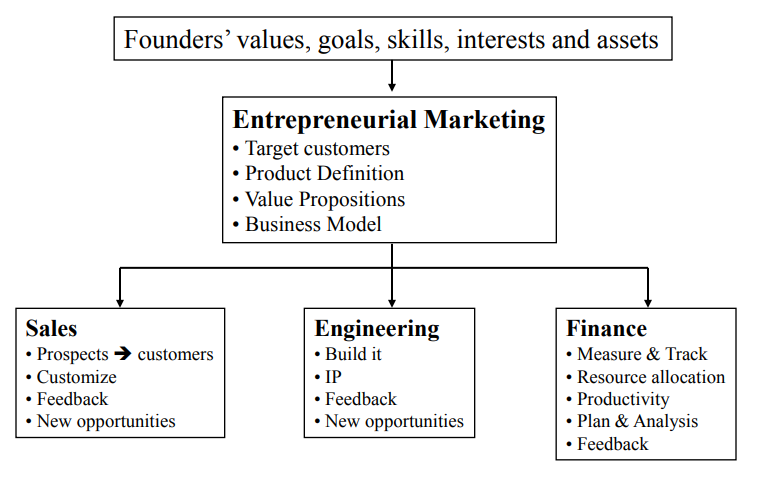 Founders’ values, goals, skills, interests and assets
Entrepreneurial Marketing
• Target customers
• Product Definition
• Value Propositions
• Business Model
Sales
• Prospects ➔ customers
• Customize
• Feedback
• New opportunities
Engineering
• Build it
• IP
• Feedback
• New opportunities
Finance
• Measure & Track
• Resource allocation
• Productivity
• Plan & Analysis
• Feedback